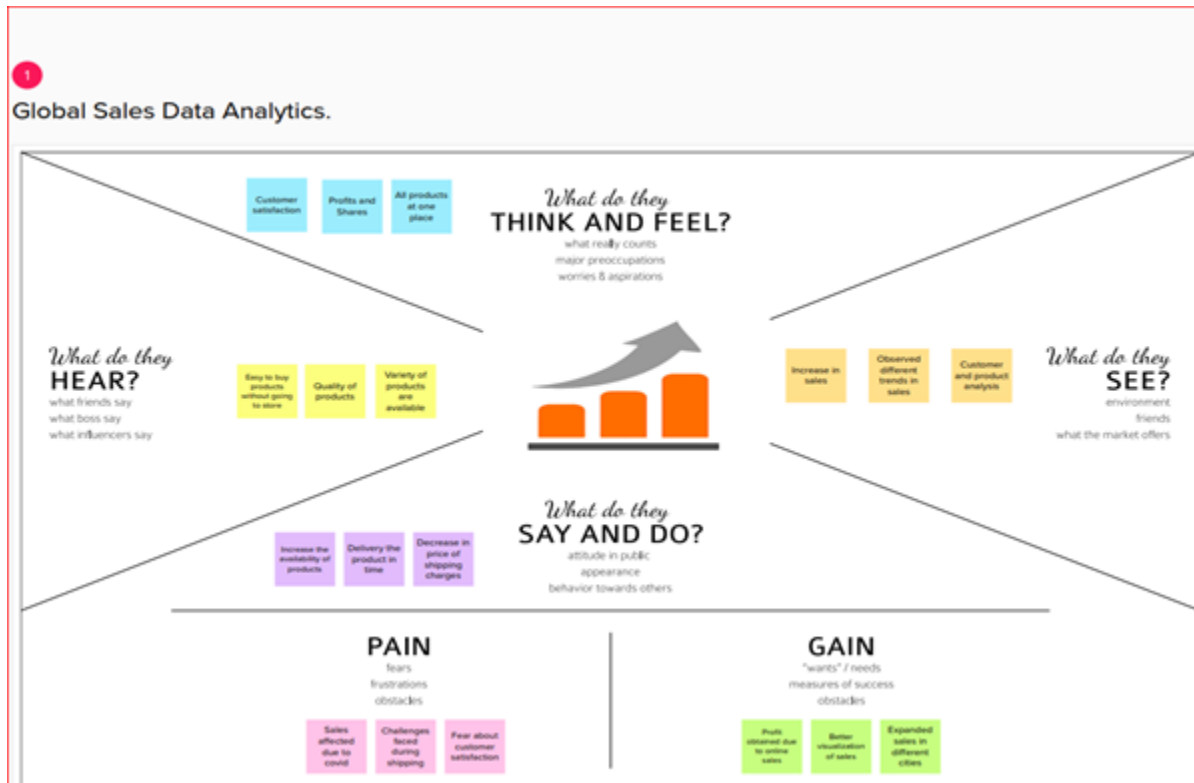 1
Global Sales Data Analytics.
Customer
satisfaction
Profits and
Shares
All products
at one
place
What do they
THINK AND FEEL?
what really counts
major preoccupations
worries & aspirations
What do they
HEAR?
what friends say
what boss say
what influencers say
Easy to buy
products
without going
to store
Quality of
products
Variety of
products
are
available
Increase in
sales
Observed
different
trends in
sales
Customer
and product
analysis
What do they
SEE?
environment
friends
what the market offers
What do they
SAY AND DO?
attitude in public
appearance
behavior towards others
Increase the
availability of
products
Delivery the
product in
time
Decrease in
price of
shipping
charges
PAIN
fears
frustrations
obstacles
Sales
affected
due to
covid
Challenges
faced
during
shipping
Fear about
customer
satisfaction
GAIN
"wants" / needs
measures of success
obstacles
Profit
obtained due
to online
sales
Better
visualization
of sales
Expanded
sales in
different
cities